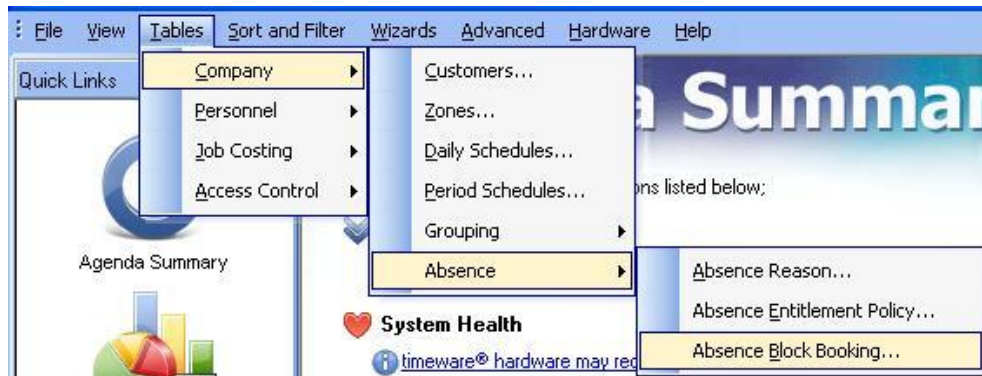 File View Tables Sort and Filter Wizards Advanced Hardware Help
Quick Links
Company
Personnel
Job Costing
Access Control
Customers...
Zones...
Daily Schedules...
Period Schedules...
Grouping
Absence
Absence Reason...
Absence Entitlement Policy...
Absence Block Booking...
Summar
ons listed below;
Agenda Summary
System Health
timeware® hardware may req